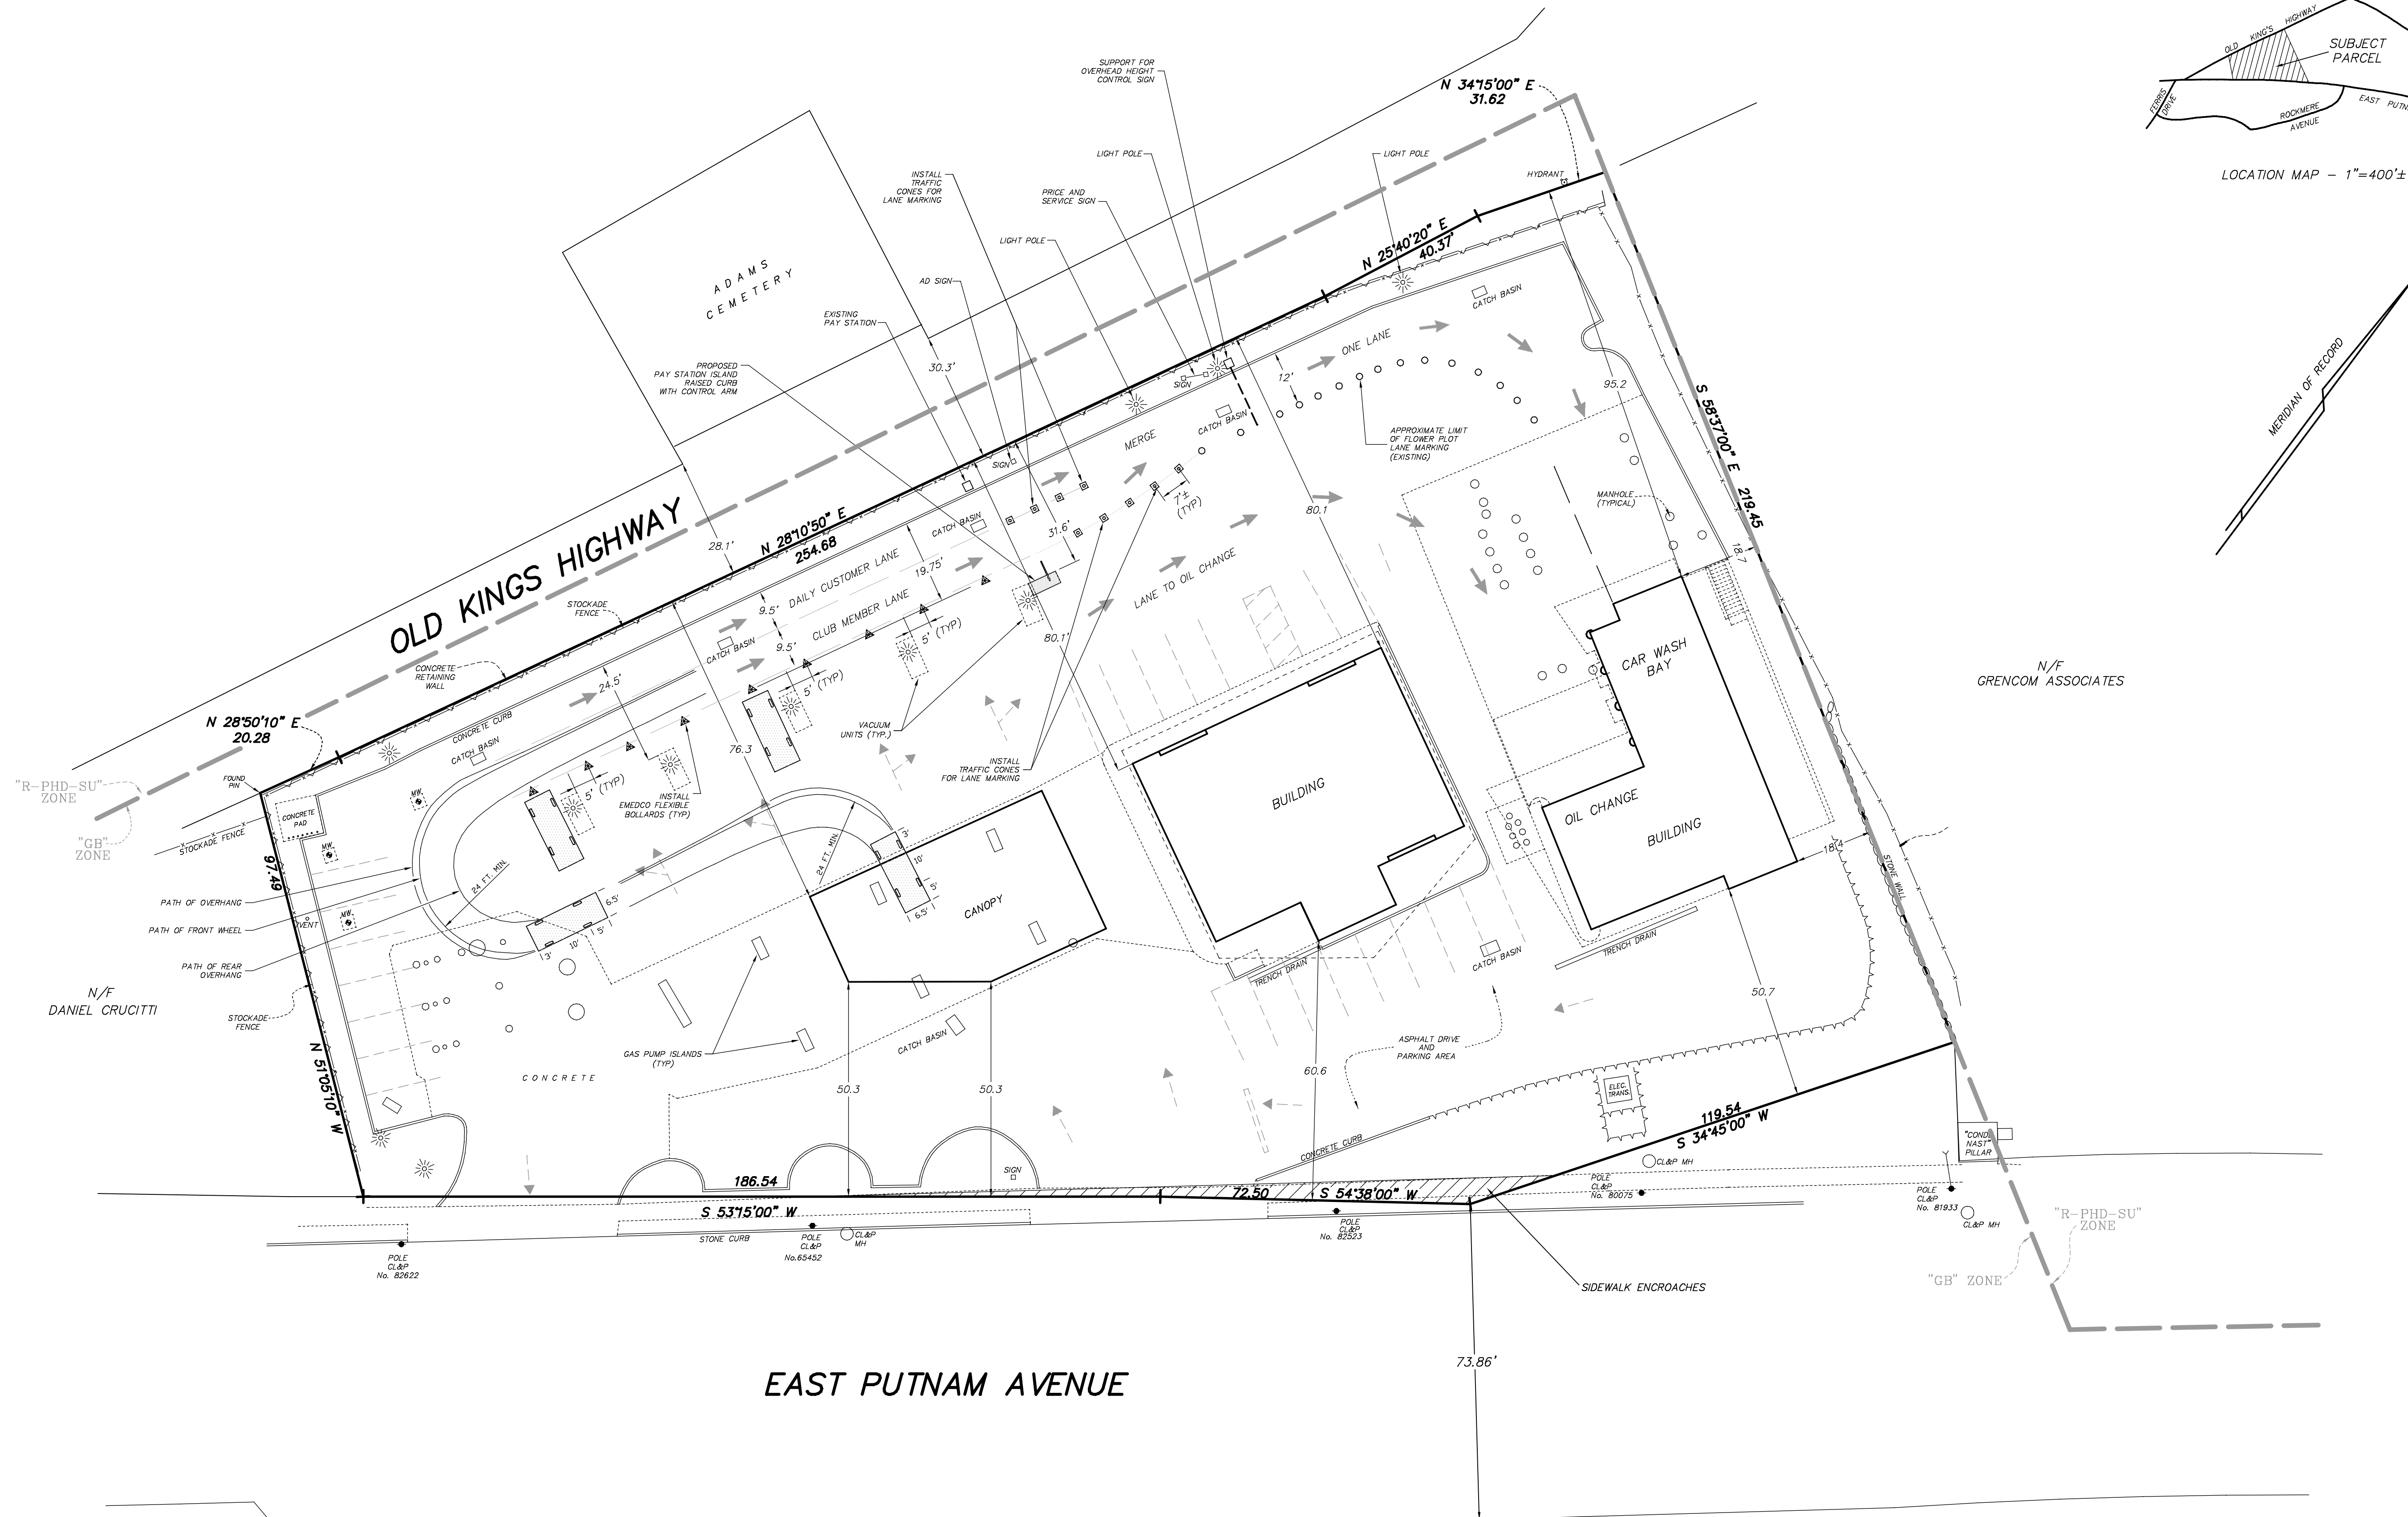 OLD KING'S HIGHWAY
SUBJECT
PARCEL
FERRIS
DRIVE
ROCKMERE
AVENUE
LOCATION MAP - 1"=400'±
MERIDIAN OF RECORD
SUPPORT FOR
OVERHEAD HEIGHT
CONTROL SIGN
N 34°15'00" E
31.62
LIGHT POLE
LIGHT POLE
HYDRANT
INSTALL
TRAFFIC
CONES FOR
LANE MARKING
PRICE AND
SERVICE SIGN
LIGHT POLE
N 25°40'20" E
40.37'
AD SIGN
ADAMS
CEMETERY
EXISTING
PAY STATION
PROPOSED
PAY STATION ISLAND
RAISED CURB
WITH CONTROL ARM
30.3'
SIGN
SIGN
CATCH BASIN
ONE LANE
12'
95.2
CATCH BASIN
MERGE
APPROXIMATE LIMIT
OF FLOWER PLOT
LANE MARKING
(EXISTING)
S 58°37'00" E 219.45
MANHOLE
(TYPICAL)
7'±
(TYP)
80.1
31.6'
CATCH BASIN
28.1'
N 28°10'50" E
254.68
OLD KINGS HIGHWAY
19.75'
DAILY CUSTOMER LANE
CLUB MEMBER LANE
LANE TO OIL CHANGE
9.5'
9.5'
CATCH BASIN
STOCKADE
FENCE
CONCRETE
RETAINING
WALL
24.5'
5' (TYP)
5' (TYP)
5' (TYP)
80.1'
18.7
CAR WASH
BAY
N/F
GRENCOM ASSOCIATES
N 28°50'10" E
20.28
CONCRETE CURB
CATCH BASIN
VACUUM
UNITS (TYP.)
76.3
INSTALL
TRAFFIC CONES
FOR LANE MARKING
"R-PHD-SU"
ZONE
FOUND
PIN
"GB"
ZONE
CONCRETE
PAD
MW
INSTALL
EMEDCO FLEXIBLE
BOLLARDS (TYP)
BUILDING
OIL CHANGE
BUILDING
STOCKADE FENCE
MW
24 FT. MIN.
24 FT. MIN.
3'
10'
5'
6.5'
18.4
STONE WALL
97.49
PATH OF OVERHANG
MW
VENT
PATH OF FRONT WHEEL
6.5'
5'
10'
3'
CANOPY
PATH OF REAR
OVERHANG
TRENCH DRAIN
CATCH BASIN
TRENCH DRAIN
N/F
DANIEL CRUCITTI
STOCKADE
FENCE
50.7
N 51°05'10" W
GAS PUMP ISLANDS
(TYP)
CATCH BASIN
CONCRETE
ASPHALT DRIVE
AND
PARKING AREA
50.3
50.3
60.6
ELEC.
TRANS.
119.54
S 34°45'00" W
CONCRETE CURB
"COND
NAST"
PILLAR
186.54
SIGN
CL&P MH
72.50
S 54°38'00" W
S 53°15'00" W
POLE
CL&P
No. 80075
POLE
CL&P
No. 81933
CL&P MH
STONE CURB
POLE
CL&P
No. 82622
POLE
CL&P
No.65452
CL&P
MH
POLE
CL&P
No. 82523
"R-PHD-SU"
ZONE
"GB" ZONE
SIDEWALK ENCROACHES
73.86'
EAST PUTNAM AVENUE